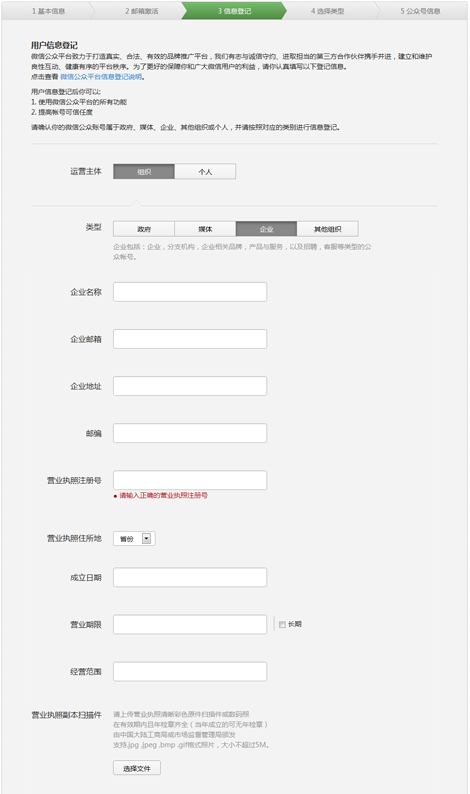 1 基本信息
2 邮箱激活
3 信息登记
4 选择类型
5 公众号信息
用户信息登记
微信公众平台致力于打造真实、合法、有效的品牌推广平台，我们有志与诚信守约、进取担当的第三方合作伙伴携手并进，建立和维护
良性互动、健康有序的平台秩序。为了更好的保障你和广大微信用户的利益，请你认真填写以下登记信息。
点击查看 微信公众平台信息登记说明。
用户信息登记后你可以:
1. 使用微信公众平台的所有功能
2. 提高帐号可信任度
请确认你的微信公众账号属于政府、媒体、企业、其他组织或个人，并请按照对应的类别进行信息登记。
运营主体
组织
个人
类型
政府
媒体
企业
其他组织
企业包括：企业，分支机构，企业相关品牌，产品与服务，以及招聘，客服等类型的公
众帐号。
企业名称
企业邮箱
企业地址
邮编
营业执照注册号
● 请输入正确的营业执照注册号
营业执照住所地
省份
成立日期
营业期限
长期
经营范围
营业执照副本扫描件
请上传营业执照清晰彩色原件扫描件或数码照
在有效期内且年检章齐全（当年成立的可无年检章）
由中国大陆工商局或市场监督管理局颁发
支持.jpg .jpeg .bmp .gif格式照片，大小不超过5M。
选择文件